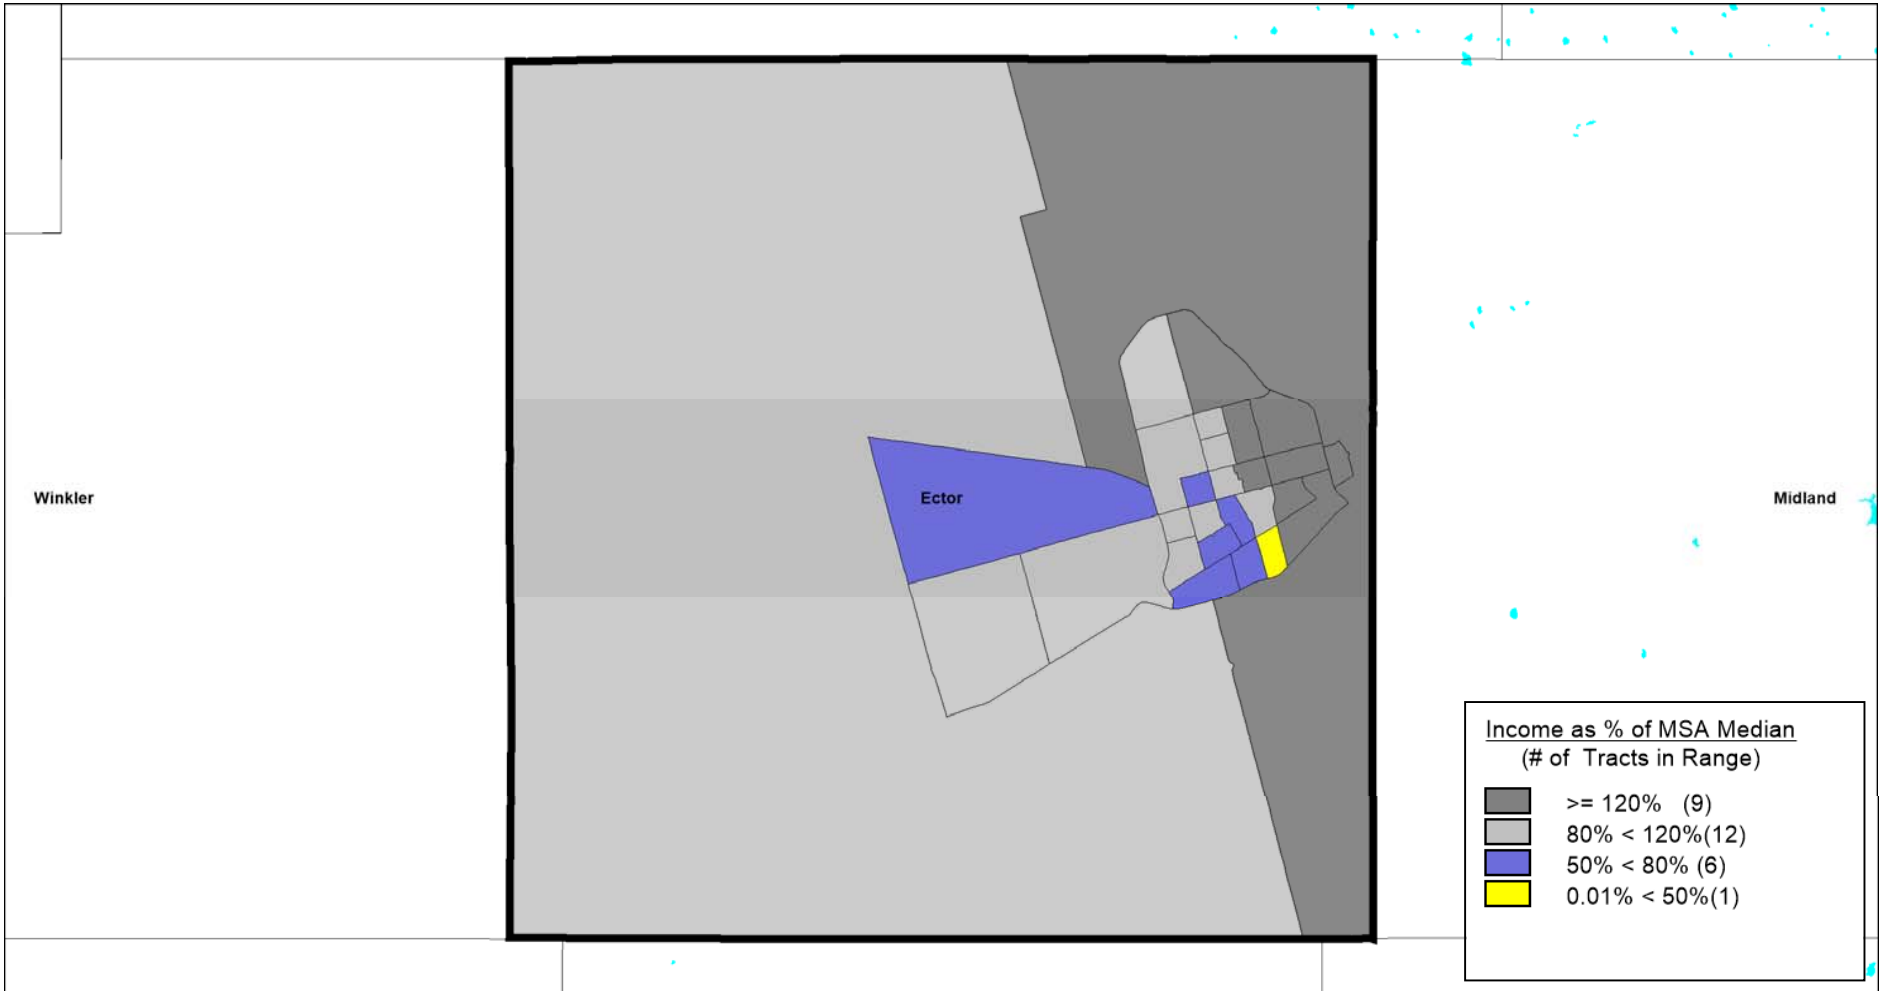 Winkler
Ector
Midland
Income as % of MSA Median
(# of Tracts in Range)
>= 120% (9)
80% < 120%(12)
50% < 80% (6)
0.01% < 50%(1)